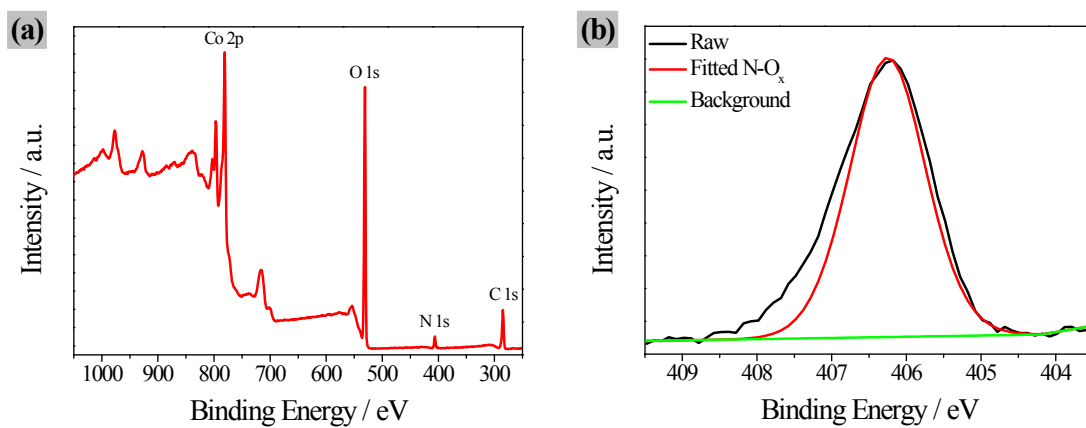 (a)
Co 2p
O 1s
N 1s
C 1s
Intensity / a.u.
1000 900 800 700 600 500 400 300
Binding Energy / eV
(b)
Raw
Fitted N-Oₓ
Background
Intensity / a.u.
409 408 407 406 405 404
Binding Energy / eV